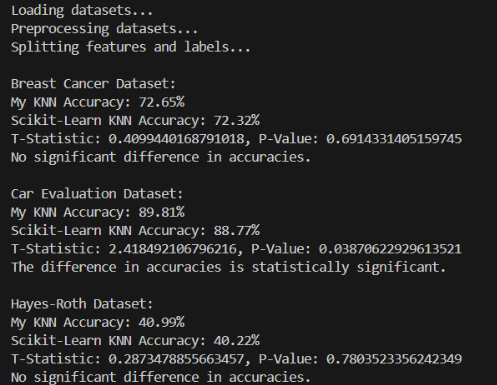 Loading datasets...
Preprocessing datasets...
Splitting features and labels...
Breast Cancer Dataset:
My KNN Accuracy: 72.65%
Scikit-Learn KNN Accuracy: 72.32%
T-Statistic: 0.4099440168791018, P-Value: 0.6914331405159745
No significant difference in accuracies.
Car Evaluation Dataset:
My KNN Accuracy: 89.81%
Scikit-Learn KNN Accuracy: 88.77%
T-Statistic: 2.418492106796216, P-Value: 0.03870622929613521
The difference in accuracies is statistically significant.
Hayes-Roth Dataset:
My KNN Accuracy: 40.99%
Scikit-Learn KNN Accuracy: 40.22%
T-Statistic: 0.2873478855663457, P-Value: 0.7803523356242349
No significant difference in accuracies.